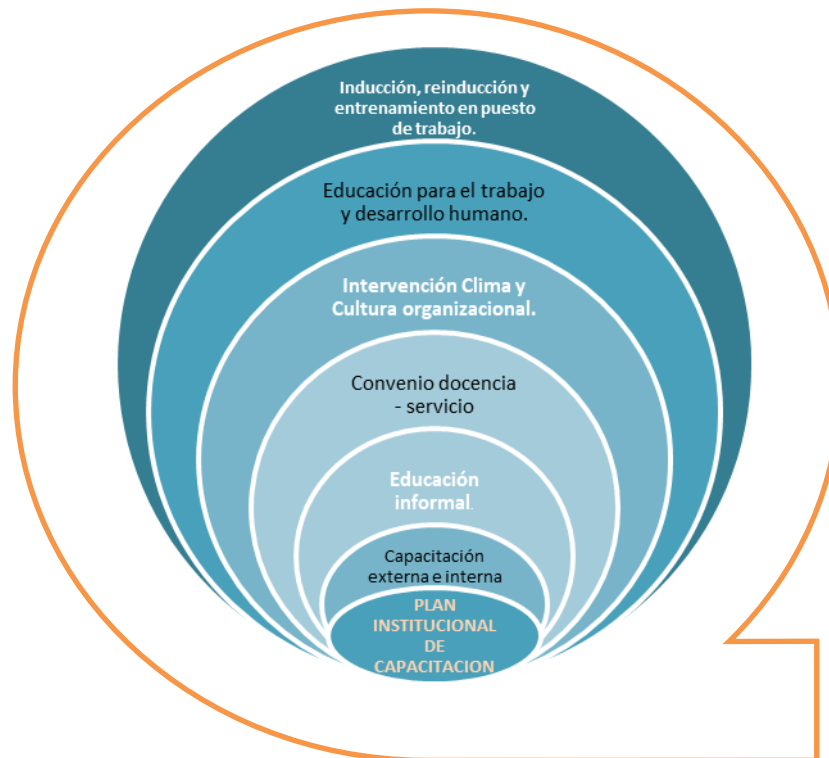 Inducción, reinducción y
entrenamiento en puesto
de trabajo.
Educación para el trabajo
y desarrollo humano.
Intervención Clima y
Cultura organizacional.
Convenio docencia
- servicio
Educación
informal.
Capacitación
externa e interna
PLAN
INSTITUCIONAL
DE
CAPACITACION